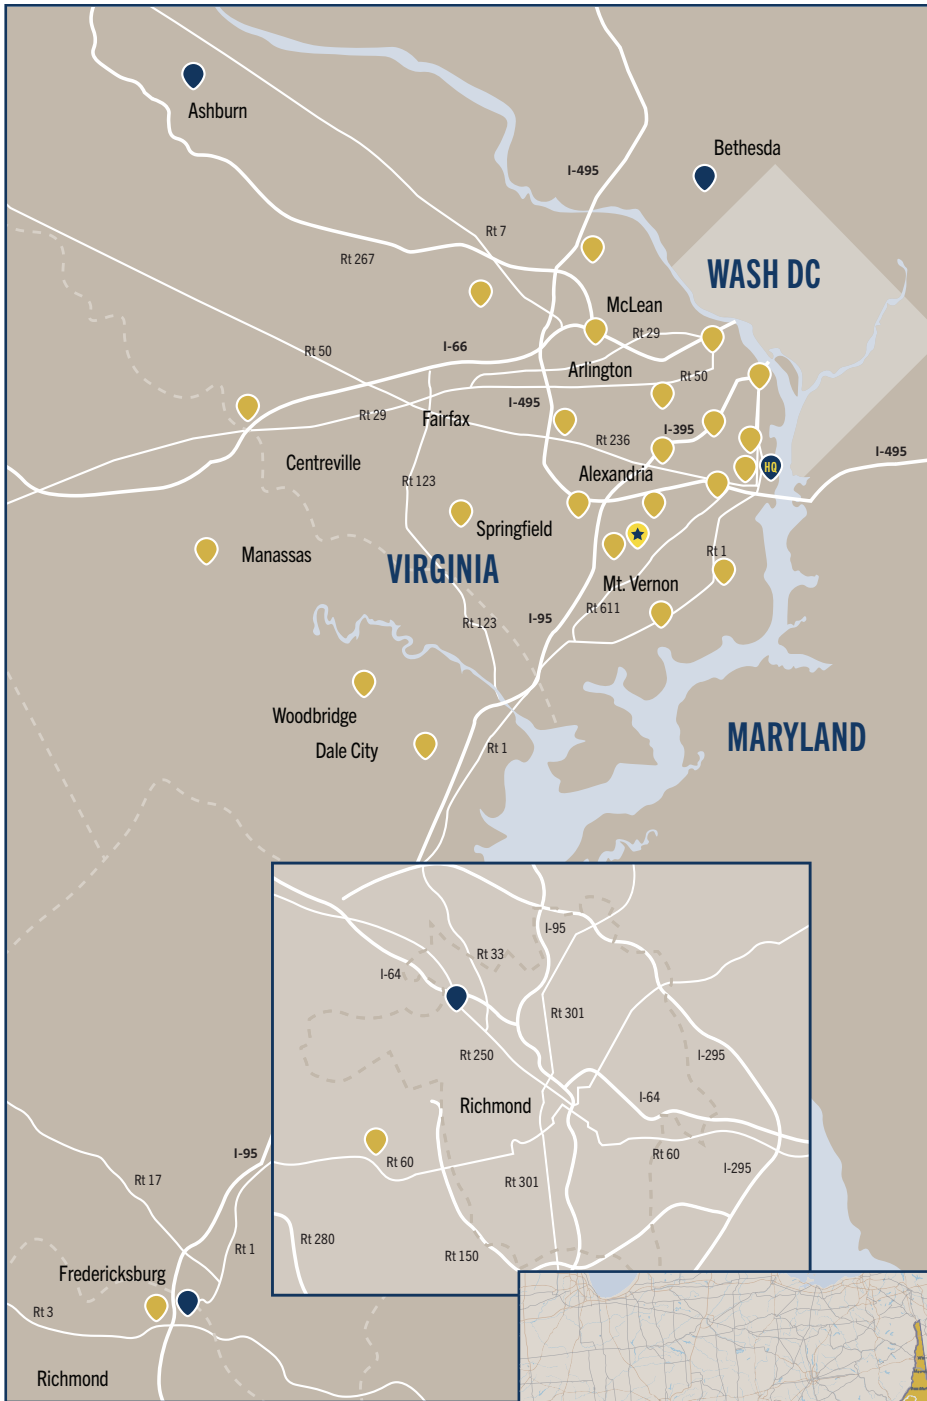 Ashburn
Bethesda
I-495
Rt 7
Rt 267
WASH DC
McLean
Rt 29
I-66
Rt 50
Arlington
Rt 50
I-495
Rt 29
Fairfax
I-395
Rt 236
I-495
Centreville
Alexandria
HQ
Rt 123
Springfield
Manassas
VIRGINIA
Rt 1
Mt. Vernon
Rt 611
I-95
Rt 123
Woodbridge
MARYLAND
Dale City
Rt 1
I-95
Rt 33
I-64
Rt 301
Rt 250
I-295
I-64
Richmond
I-95
Rt 60
Rt 60
I-295
Rt 17
Rt 301
Rt 280
Rt 1
Rt 150
Fredericksburg
Rt 3
Richmond